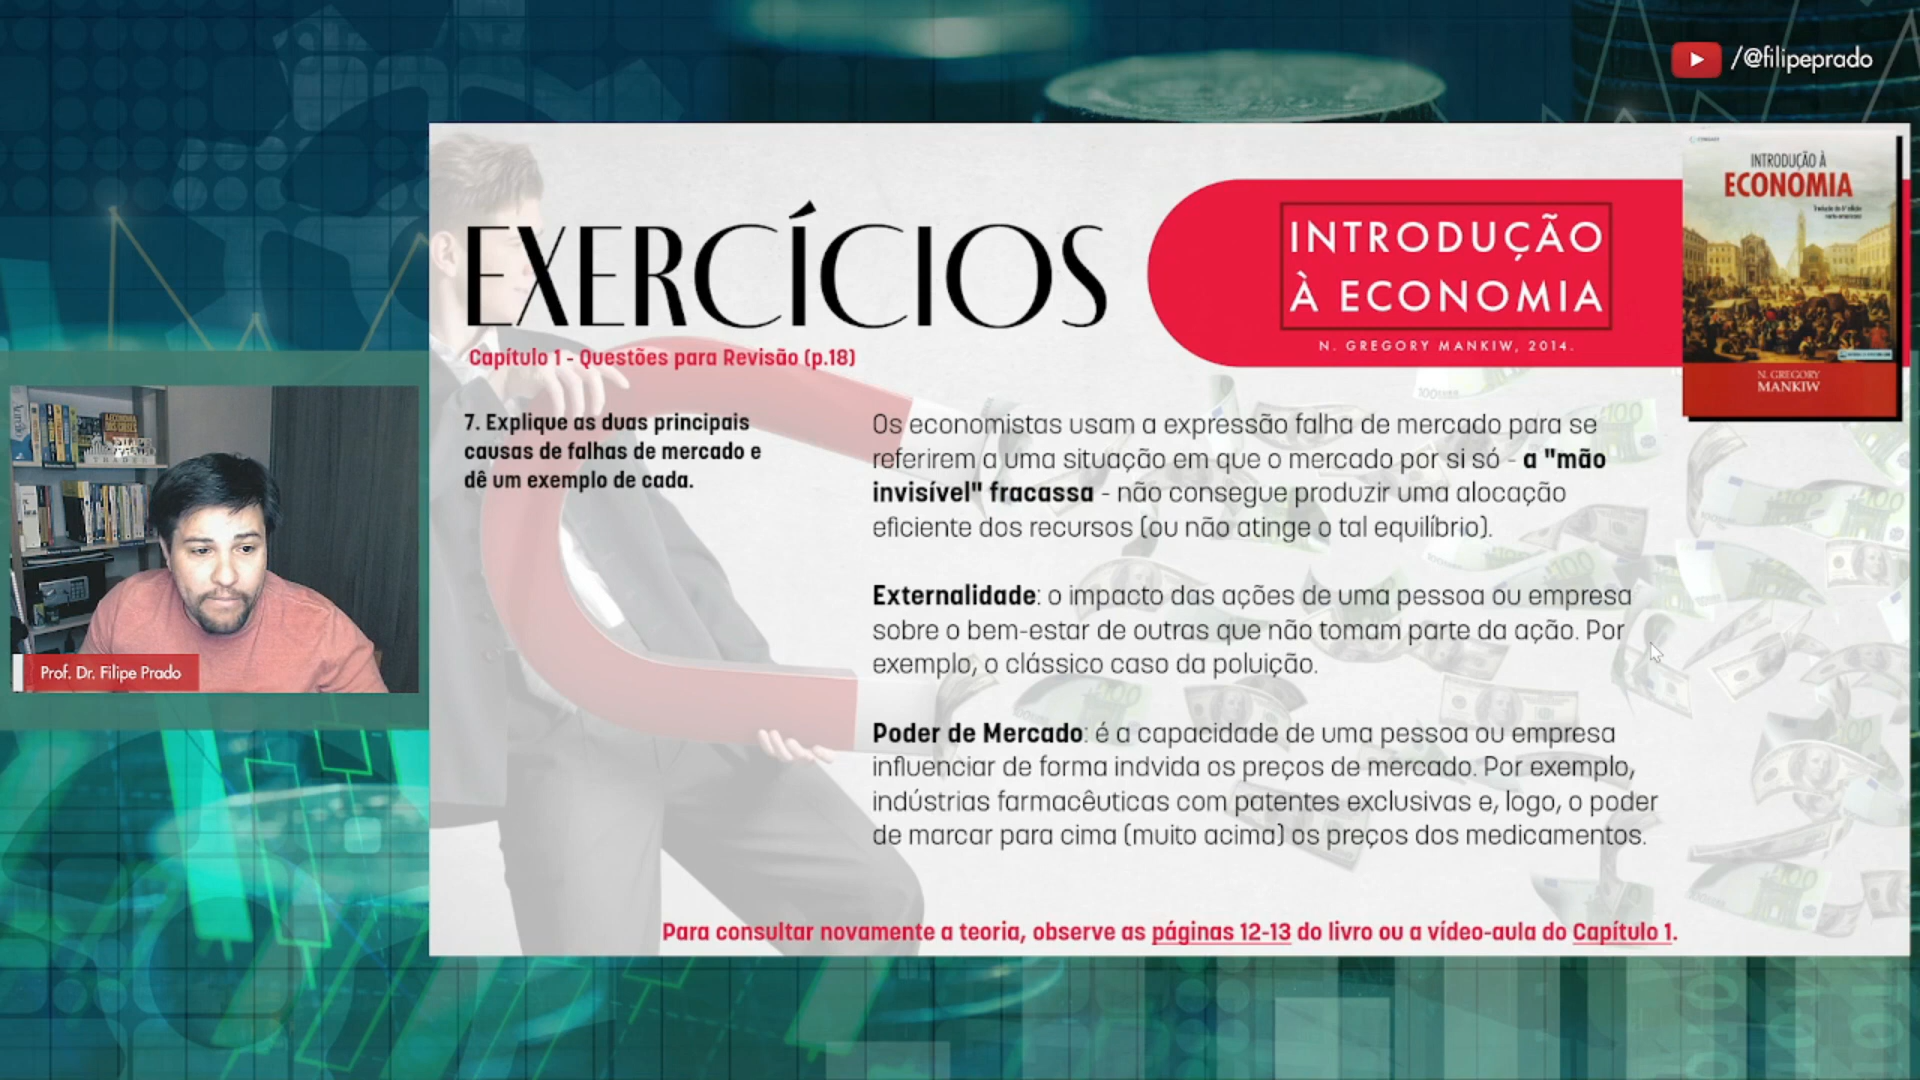 /@filipeprado
INTRODUÇÃO À
ECONOMIA
N. GREGORY
MANKIW
EXERCÍCIOS
INTRODUÇÃO
À ECONOMIA
N. GREGORY MANKIW, 2014.
Capítulo 1 - Questões para Revisão (p.18)
7. Explique as duas principais
causas de falhas de mercado e
dê um exemplo de cada.
Os economistas usam a expressão falha de mercado para se
referirem a uma situação em que o mercado por si só - a "mão
invisível" fracassa - não consegue produzir uma alocação
eficiente dos recursos (ou não atinge o tal equilíbrio).
Externalidade: o impacto das ações de uma pessoa ou empresa
sobre o bem-estar de outras que não tomam parte da ação. Por
exemplo, o clássico caso da poluição.
Poder de Mercado: é a capacidade de uma pessoa ou empresa
influenciar de forma indvida os preços de mercado. Por exemplo,
indústrias farmacêuticas com patentes exclusivas e, logo, o poder
de marcar para cima (muito acima) os preços dos medicamentos.
Para consultar novamente a teoria, observe as páginas 12-13 do livro ou a vídeo-aula do Capítulo 1.
Prof. Dr. Filipe Prado